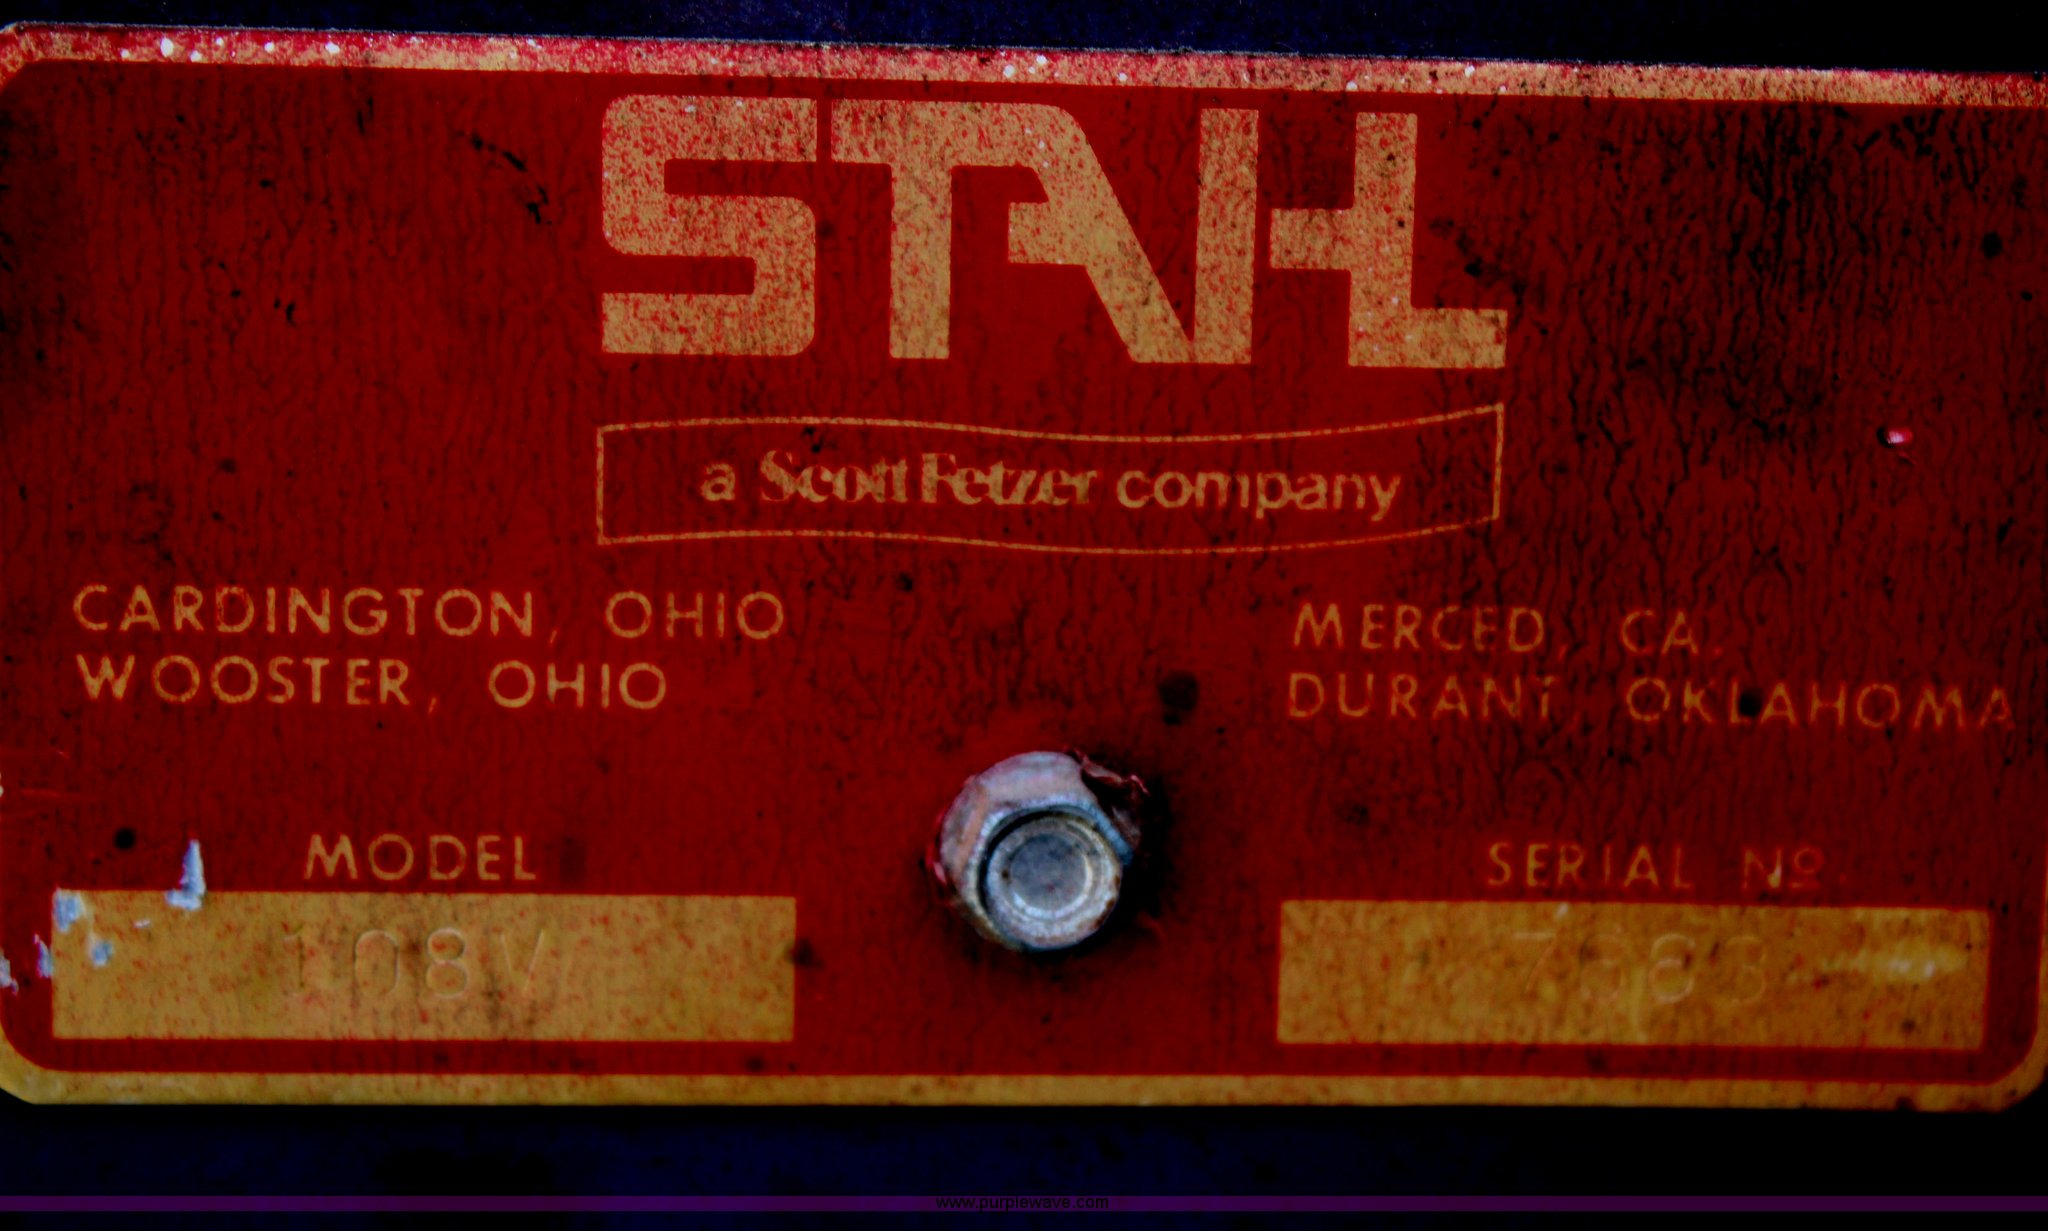 STAHL
a Scott Fetzer company
CARDINGTON, OHIO
WOOSTER, OHIO
MERCED, CA.
DURANT, OKLAHOMA
MODEL
108V
SERIAL Nº.
www.purplewave.com